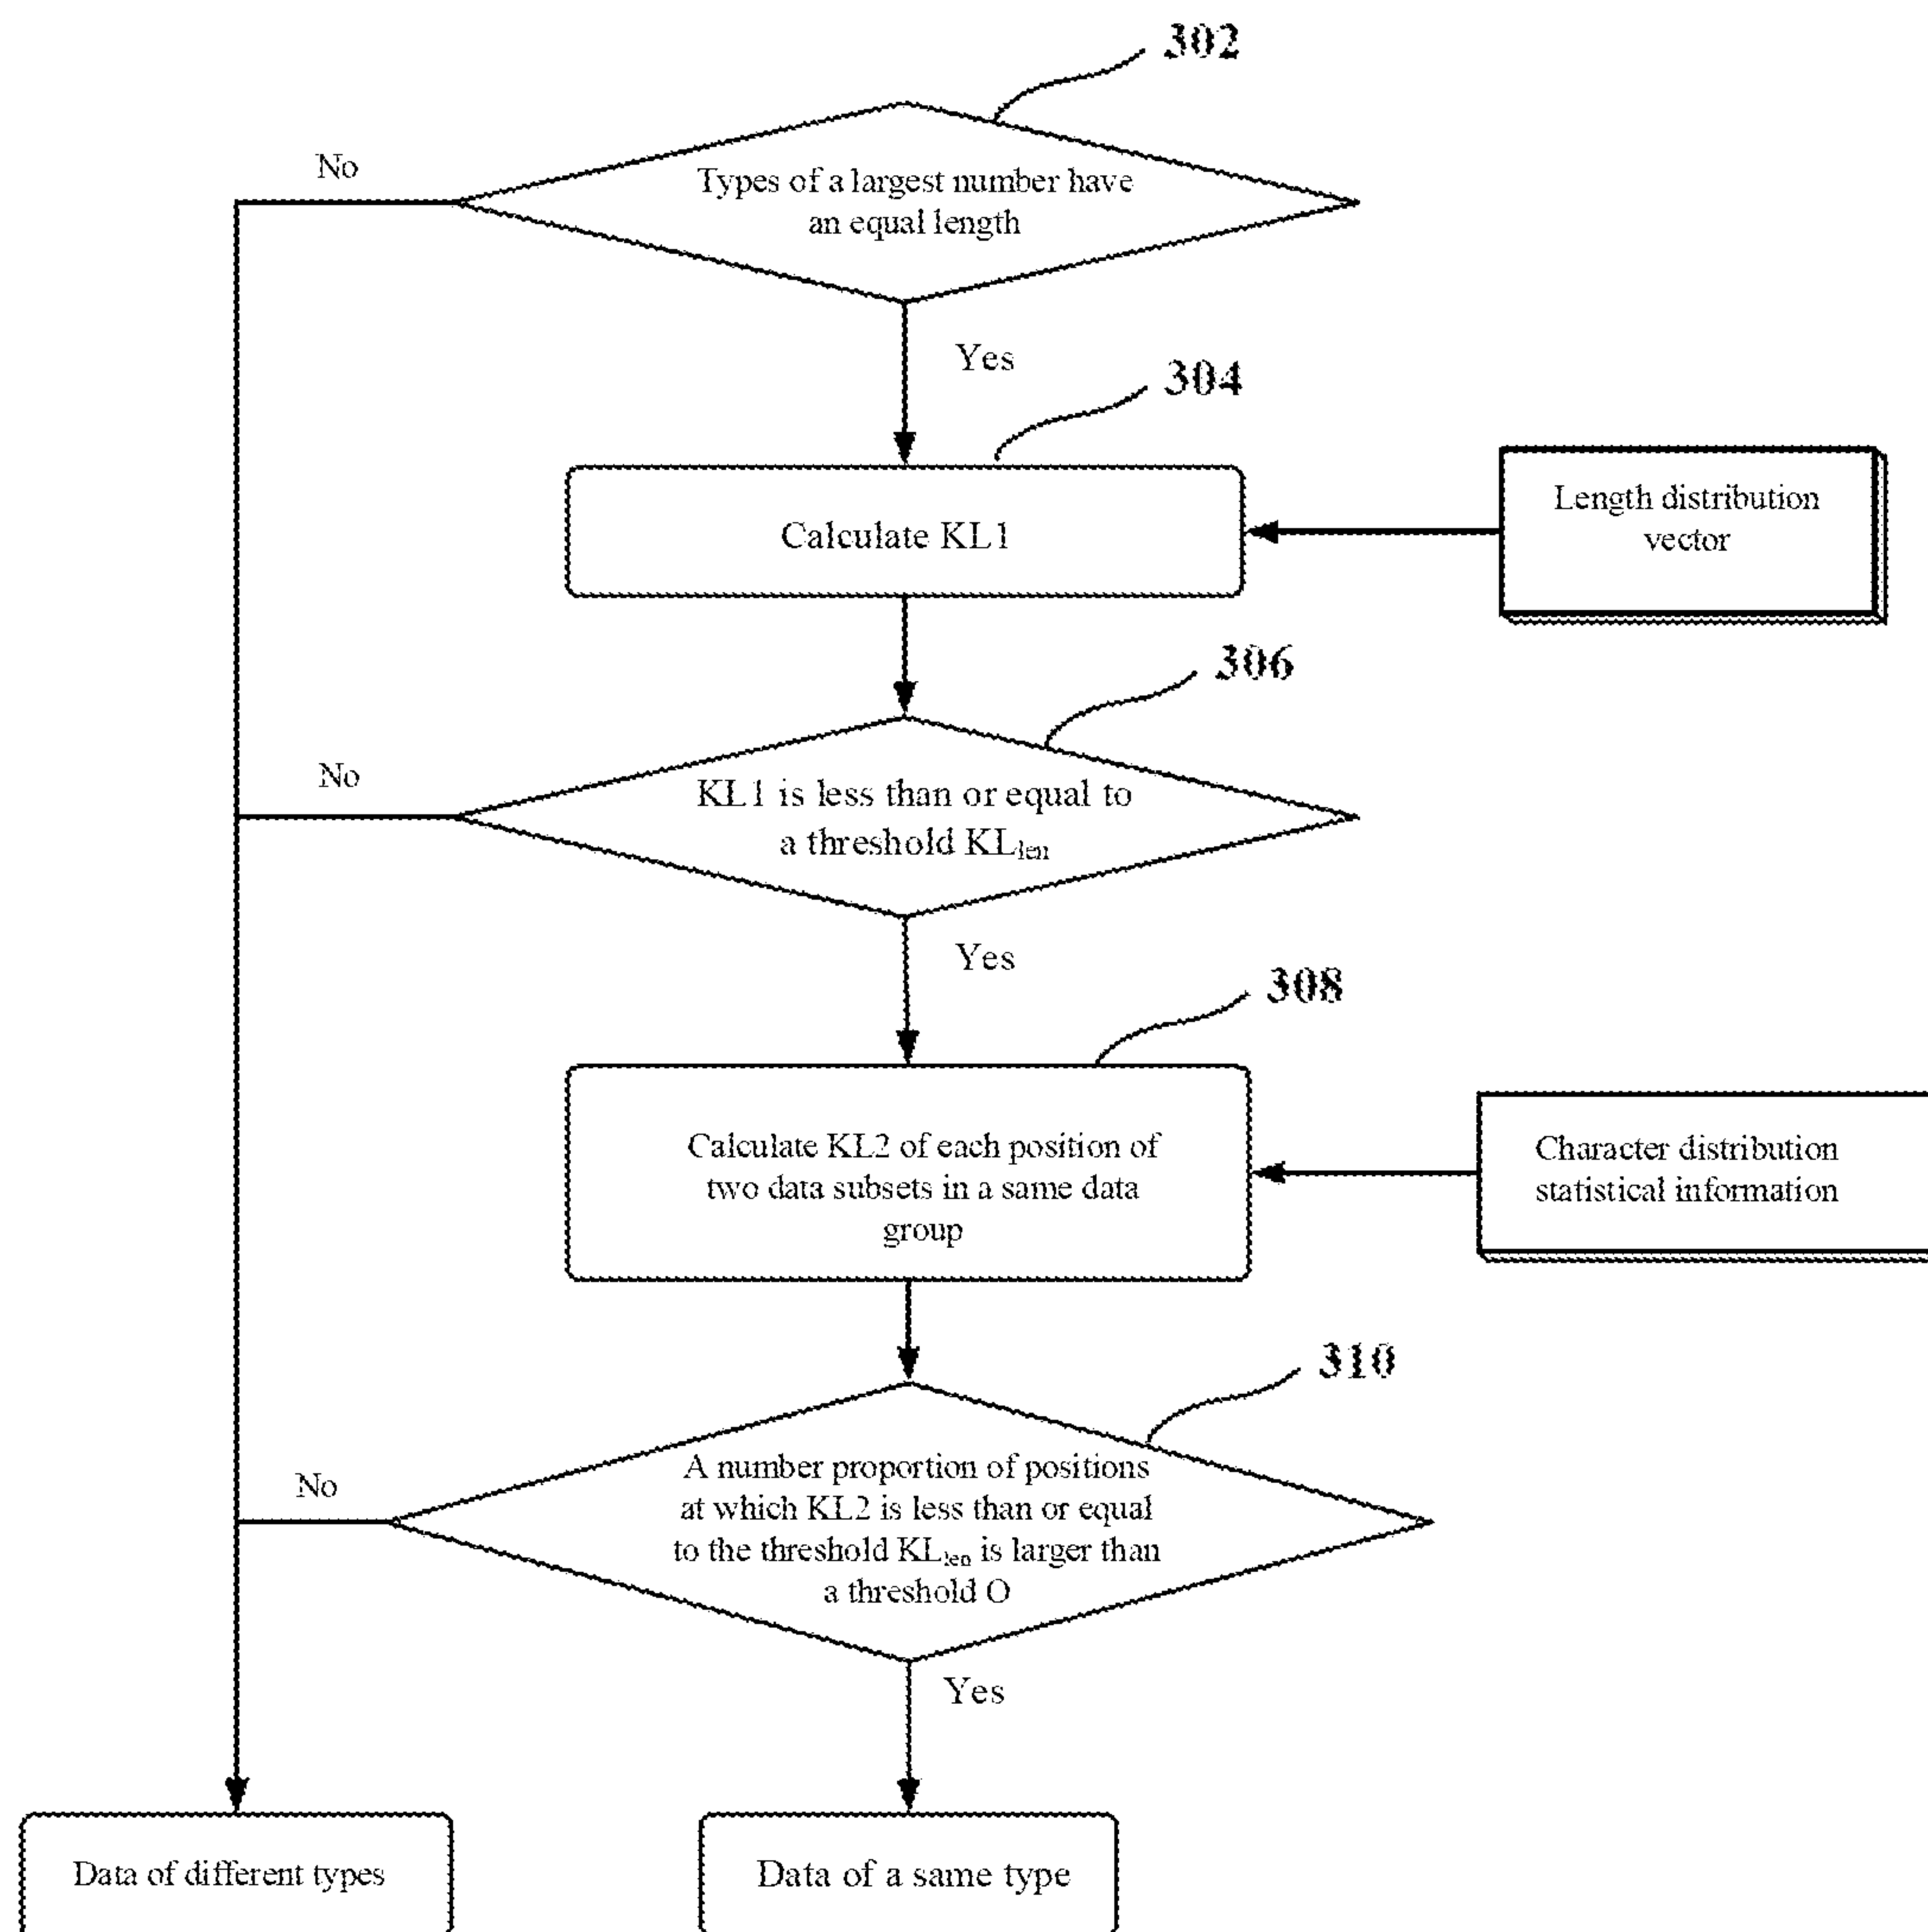 302
No
Types of a largest number have
an equal length
Yes
304
Calculate KL1
Length distribution
vector
306
No
KL1 is less than or equal to
a threshold KLlen
Yes
308
Calculate KL2 of each position of
two data subsets in a same data
group
Character distribution
statistical information
310
No
A number proportion of positions
at which KL2 is less than or equal
to the threshold KLlen is larger than
a threshold O
Yes
Data of different types
Data of a same type